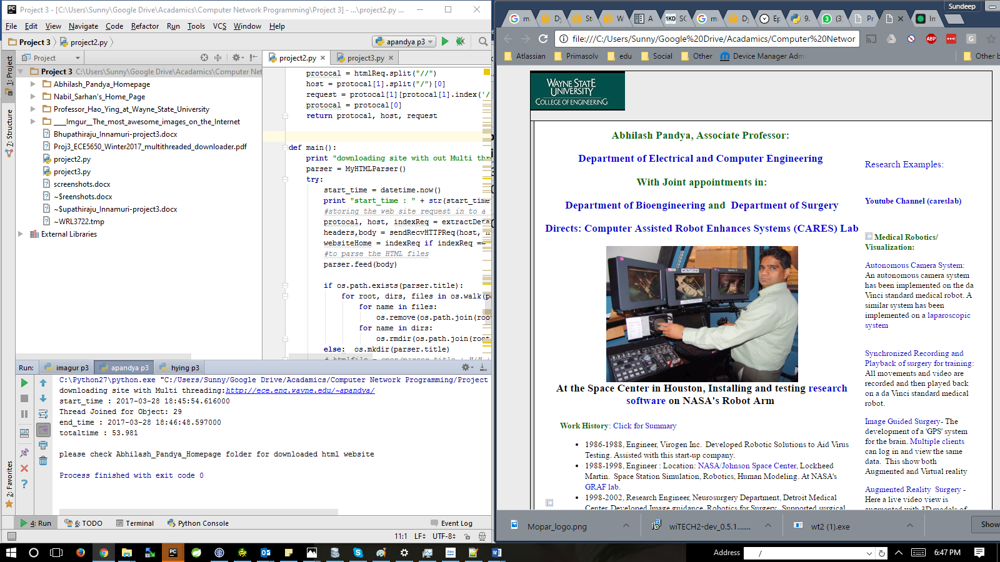 Project 3 - [C:\Users\Sunny\Google Drive\Acadamics\Computer Network Programming\Project 3] - ...\project2.py ...
File Edit View Navigate Code Refactor Run Tools VCS Window Help
Project 3 project2.py
apandya p3
Project
1: Project
7: Structure
2: Favorites
Project 3 C:\Users\Sunny\Google Drive\Acadamics\Computer Net
Abhilash_Pandya_Homepage
Nabil_Sarhan's_Home_Page
Professor_Hao_Ying_at_Wayne_State_University
___Imgur__The_most_awesome_images_on_the_Internet
Bhupathiraju_Innamuri-project3.docx
Proj3_ECE5650_Winter2017_multithreaded_downloader.pdf
project2.py
project3.py
screenshots.docx
~$reenshots.docx
~$upathiraju_Innamuri-project3.docx
~WRL3722.tmp
External Libraries
project2.py project3.py
protocal = htmlReq.split("//")
host = protocal[1].split("/")[0]
request = protocal[1][protocal[1].index('/
protcal = protocal[0]
return protocal, host, request
def main():
print "downloading site with out Multi thr
parser = MyHTMLParser()
try:
start_time = datetime.now()
print "start_time : " + str(start_time
#storing the web site request in to a
protocal, host, indexReq = extractDeta
headers,body = sendRecvHTTPReq(host,
websiteHome = indexReq if indexReq ==
#to parse the HTML files
parser.feed(body)
if os.path.exists(parser.title):
for root, dirs, files in os.walk(pa
for name in files:
os.remove(os.path.join(root
for name in dirs:
os.rmdir(os.path.join(root,
else: os.mkdir(parser.title)
Run: imagur p3 apandya p3 hying p3
C:\Python27\python.exe "C:/Users/Sunny/Google Drive/Acadamics/Computer Network Programming/Project
downloading site with Multi threading:http://ece.eng.wayne.edu/~apandya/
start_time : 2017-03-28 18:45:54.616000
Thread Joined for Object: 29
end_time : 2017-03-28 18:46:48.597000
totaltime : 53.981
please check Abhilash_Pandya_Homepage folder for downloaded html website
Process finished with exit code 0
4: Run 6: TODO Terminal Python Console Event Log
11:1 LF UTF-8
Sundeep
file:///C:/Users/Sunny/Google%20Drive/Acadamics/Computer%20Networ
ABP
Atlassian Primasolv edu Social Other Device Manager Adm Other b
WAYNE STATE
UNIVERSITY
COLLEGE OF ENGINEERING
Abhilash Pandya, Associate Professor:
Department of Electrical and Computer Engineering
With Joint appointments in:
Department of Bioengineering and Department of Surgery
Directs: Computer Assisted Robot Enhances Systems (CARES) Lab
At the Space Center in Houston, Installing and testing research
software on NASA's Robot Arm
Work History: Click for Summary
1986-1988, Engineer, Virogen Inc. Developed Robotic Solutions to Aid Virus
Testing. Assisted with this start-up company.
1988-1998, Engineer : Location: NASA/Johnson Space Center, Lockheed
Martin. Space Station Simulation, Robotics, Human Modeling. At NASA's
GRAF lab.
1998-2002, Research Engineer, Neurosurgery Department, Detroit Medical
Center. Developed Image guidance, Robotics for Surgery. Supported surgical
Research Examples:
Youtube Channel (careslab)
Medical Robotics/
Visualization:
Autonomous Camera System:
An autonomous camera system
has been implemented on the da
Vinci standard medical robot. A
similar system has been
implemented on a laparoscopic
system
Synchronized Recording and
Playback of surgery for training:
All movements and video are
recorded and then played back
on a da Vinci standard medical
robot.
Image Guided Surgery- The
development of a 'GPS' system
for the brain. Multiple clients
can log in and view the same
data. This show both
Augmented and Virtual reality
Augmented Reality Surgery -
Here a live video view is
augmented with 3D models of
Mopar_logo.png wiTECH2-dev_0.5.1....... wt2 (1).exe Show
Address / 6:47 PM